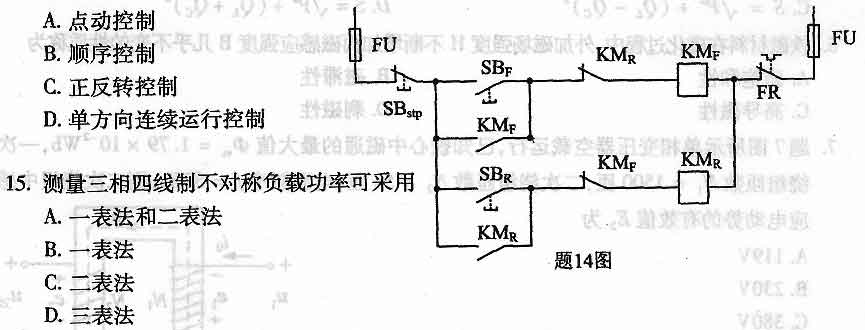 A. 点动控制
B. 顺序控制
C. 正反转控制
D. 单方向连续运行控制
FU
SBstp
SBF
KMF
KMR
KMF
FR
FU
SBR
KMR
KMF
KMR
题14图
15. 测量三相四线制不对称负载功率可采用
A. 一表法和二表法
B. 一表法
C. 二表法
D. 三表法